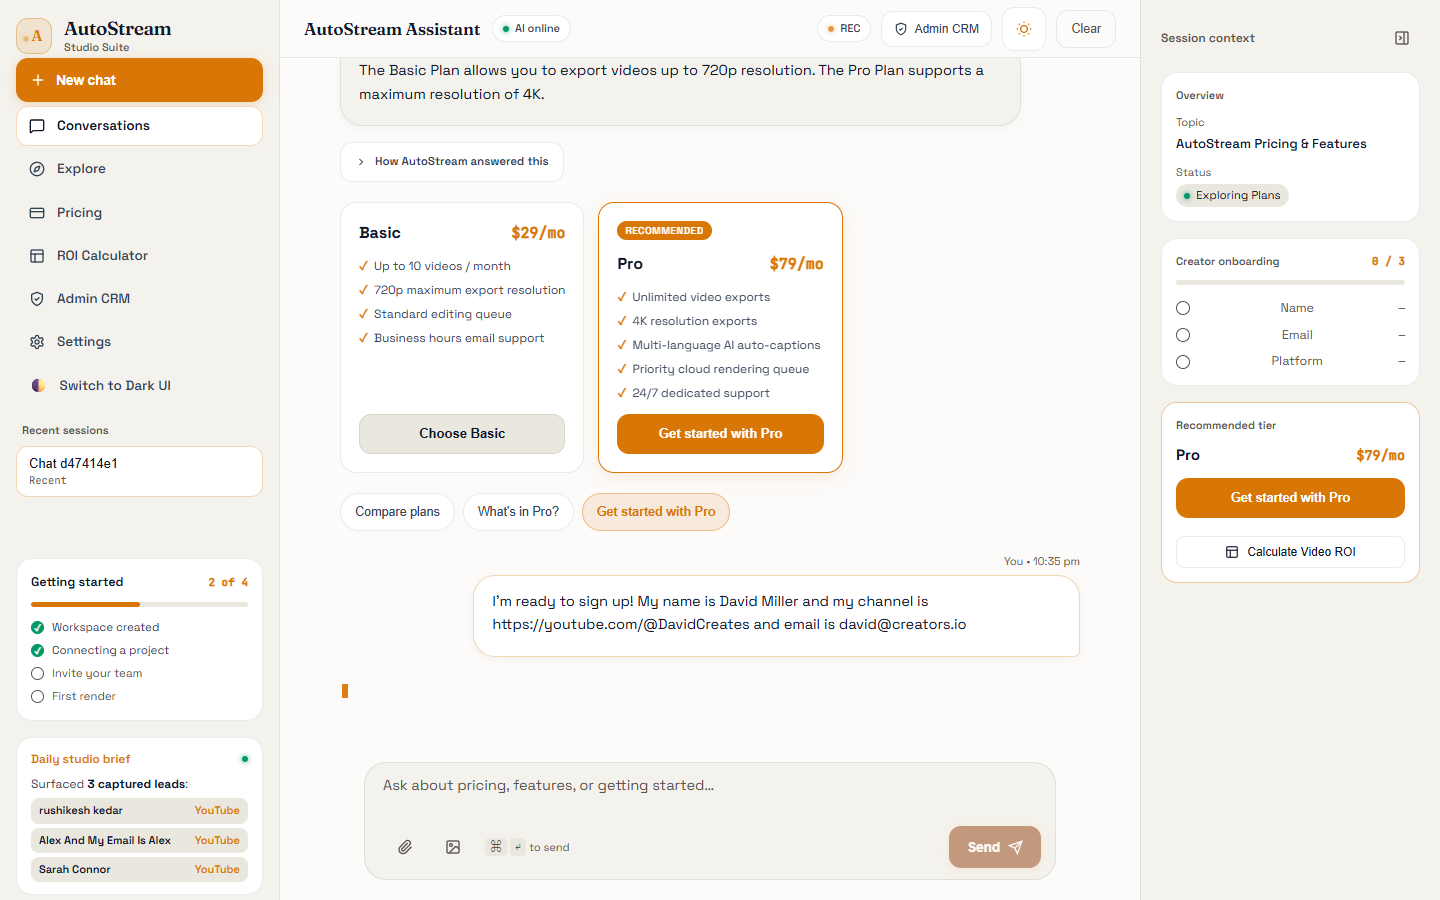 A
AutoStream
Studio Suite
New chat
Conversations
Explore
Pricing
ROI Calculator
Admin CRM
Settings
Switch to Dark UI
Recent sessions
Chat d47414e1
Recent
Getting started
2 of 4
Workspace created
Connecting a project
Invite your team
First render
Daily studio brief
Surfaced 3 captured leads:
rushikesh kedar YouTube
Alex And My Email Is Alex YouTube
Sarah Connor YouTube
AutoStream Assistant
AI online
REC
Admin CRM
Clear
The Basic Plan allows you to export videos up to 720p resolution. The Pro Plan supports a
maximum resolution of 4K.
How AutoStream answered this
Basic $29/mo
✓ Up to 10 videos / month
✓ 720p maximum export resolution
✓ Standard editing queue
✓ Business hours email support
Choose Basic
RECOMMENDED
Pro $79/mo
✓ Unlimited video exports
✓ 4K resolution exports
✓ Multi-language AI auto-captions
✓ Priority cloud rendering queue
✓ 24/7 dedicated support
Get started with Pro
Compare plans
What's in Pro?
Get started with Pro
You • 10:35 pm
I'm ready to sign up! My name is David Miller and my channel is
https://youtube.com/@DavidCreates and email is david@creators.io
Ask about pricing, features, or getting started...
⌘ ↵ to send
Send
Session context
Overview
Topic
AutoStream Pricing & Features
Status
Exploring Plans
Creator onboarding 0 / 3
Name –
Email –
Platform –
Recommended tier
Pro $79/mo
Get started with Pro
Calculate Video ROI